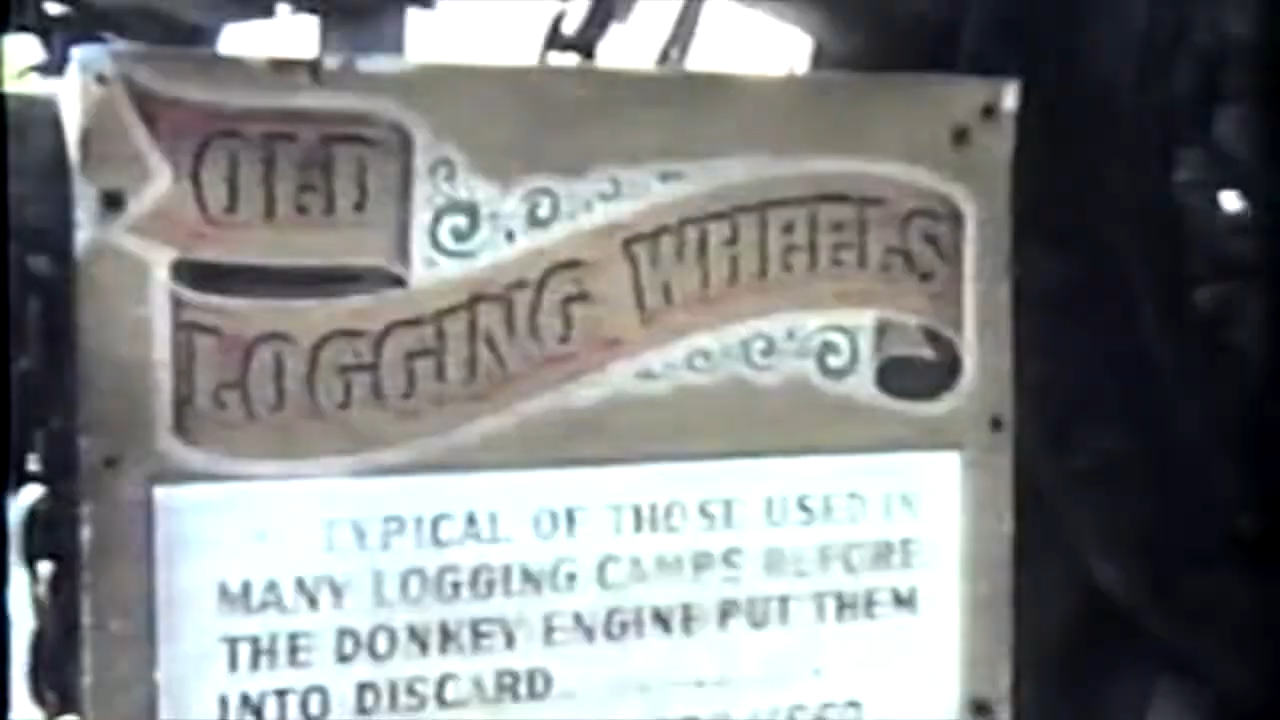 OLD
LOGGING WHEELS
TYPICAL OF THOSE USED IN
MANY LOGGING CAMPS BEFORE
THE DONKEY ENGINE PUT THEM
INTO DISCARD